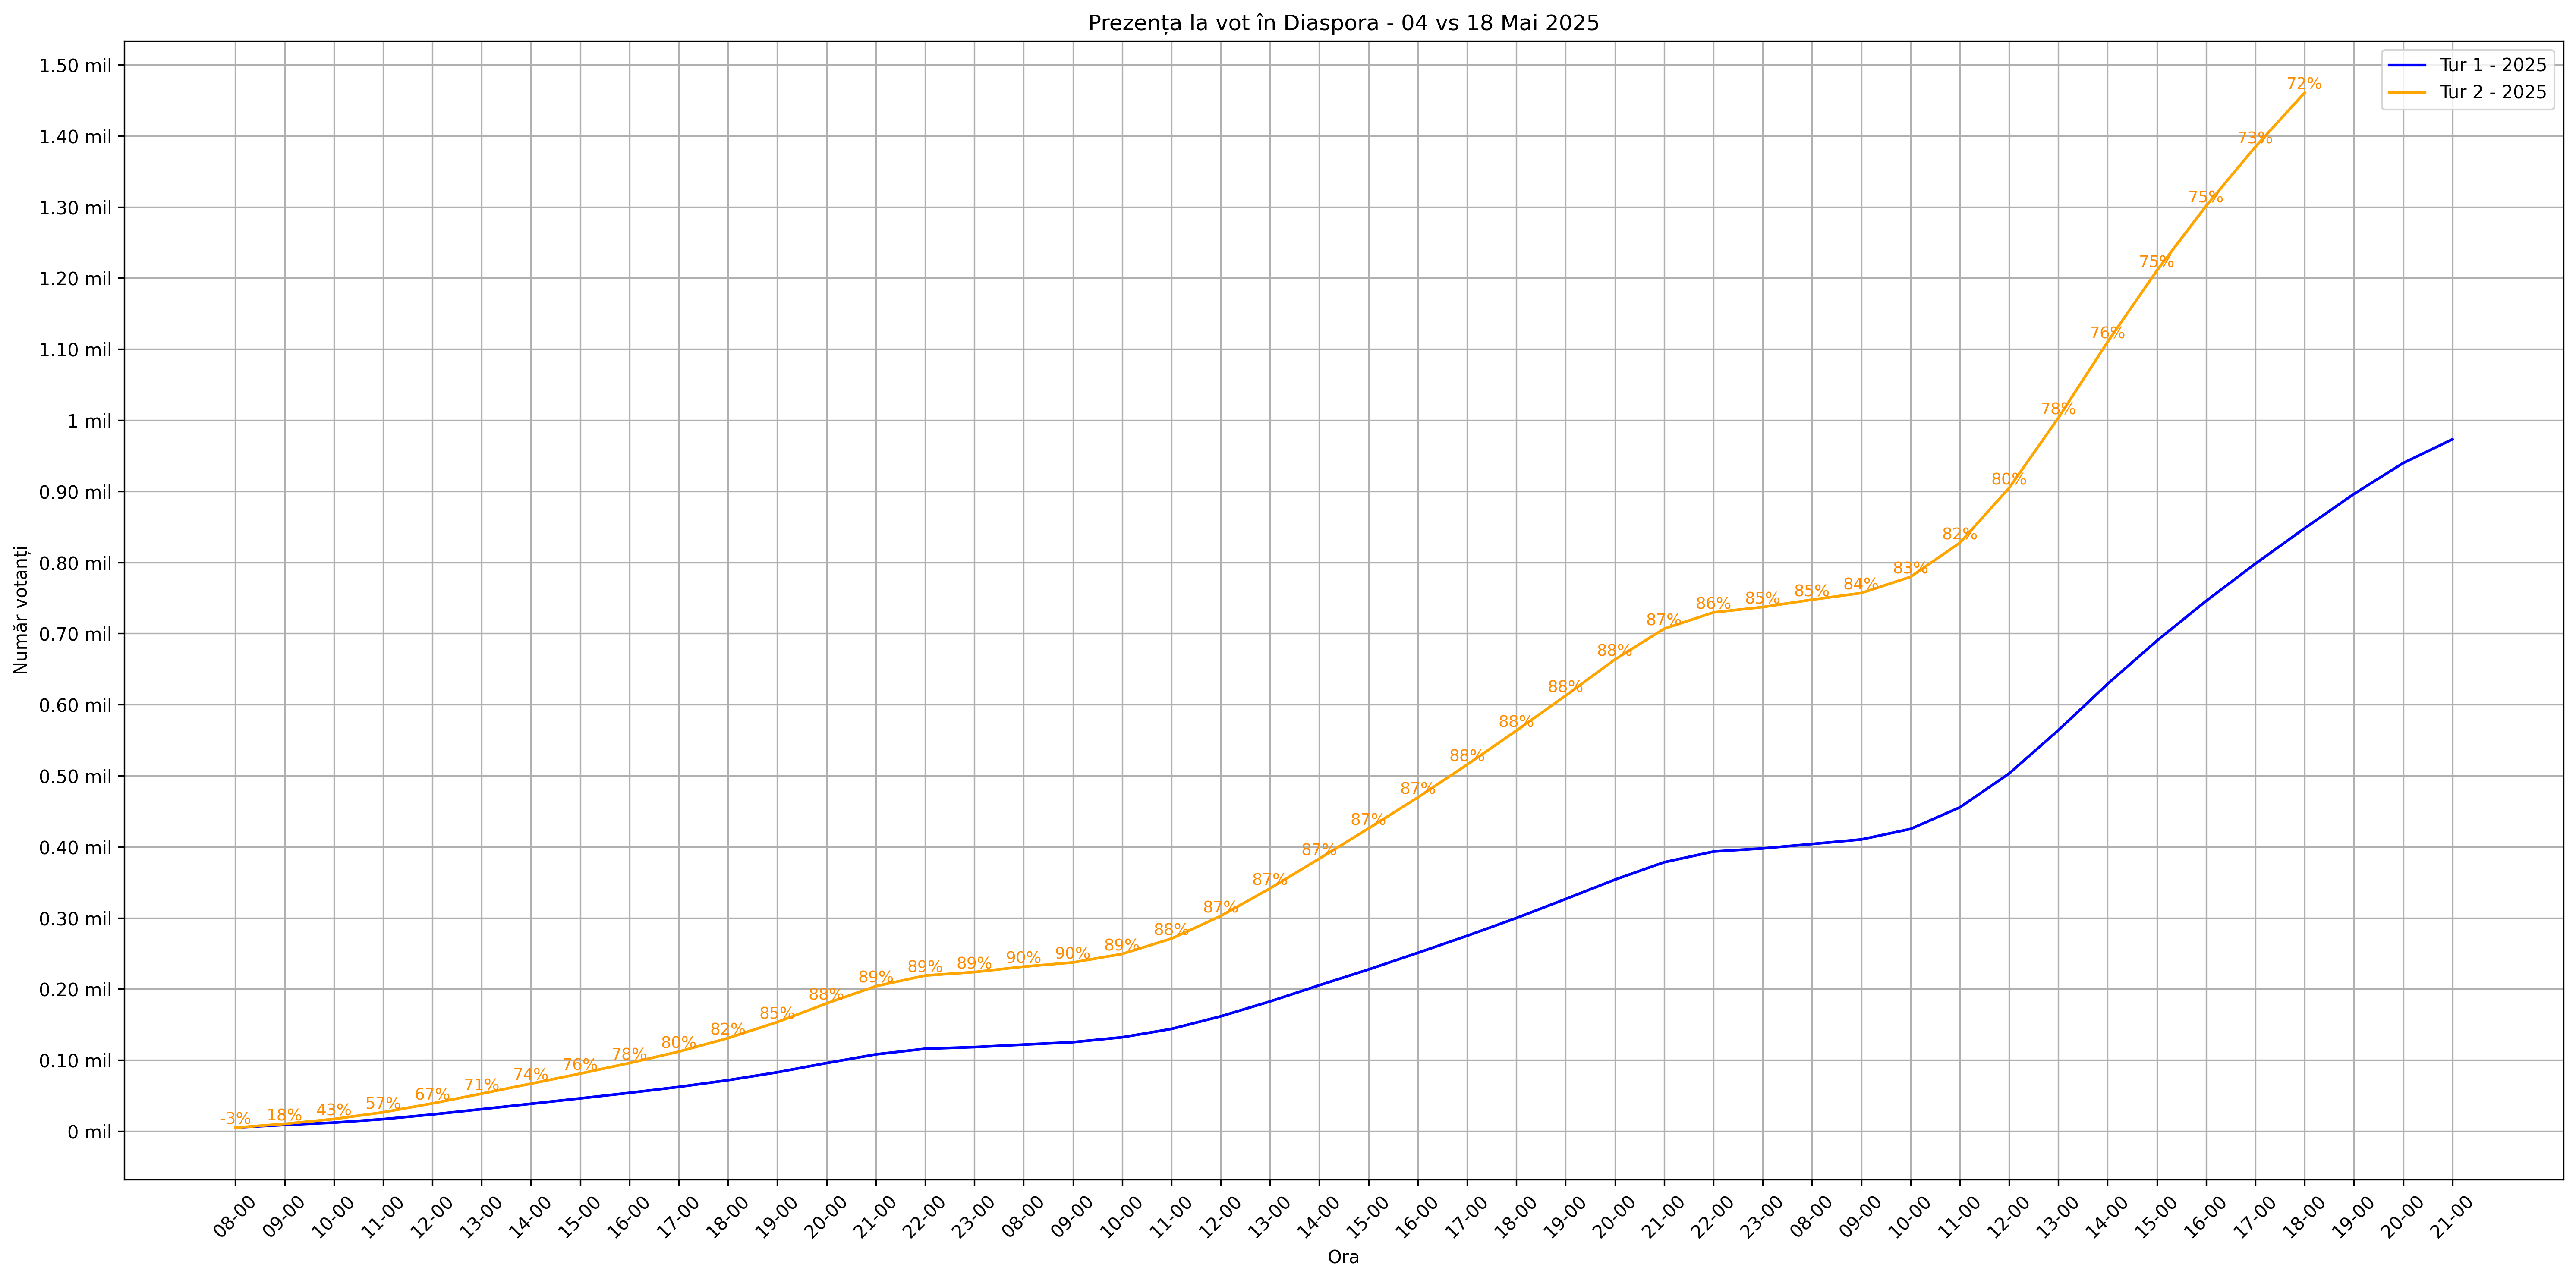 Prezența la vot în Diaspora - 04 vs 18 Mai 2025
Tur 1 - 2025
Tur 2 - 2025
Număr votanți
1.50 mil
1.40 mil
1.30 mil
1.20 mil
1.10 mil
1 mil
0.90 mil
0.80 mil
0.70 mil
0.60 mil
0.50 mil
0.40 mil
0.30 mil
0.20 mil
0.10 mil
0 mil
-3% 18% 43% 57% 67% 71% 74% 76% 78% 80% 82% 85% 88% 89% 89% 89% 90% 90% 89% 88% 87% 87% 87% 87% 87% 88% 88% 88% 88% 87% 86% 85% 85% 84% 83% 82% 80% 78% 76% 75% 75% 73% 72%
08-00 09-00 10-00 11-00 12-00 13-00 14-00 15-00 16-00 17-00 18-00 19-00 20-00 21-00 22-00 23-00 08-00 09-00 10-00 11-00 12-00 13-00 14-00 15-00 16-00 17-00 18-00 19-00 20-00 21-00 22-00 23-00 08-00 09-00 10-00 11-00 12-00 13-00 14-00 15-00 16-00 17-00 18-00 19-00 20-00 21-00
Ora